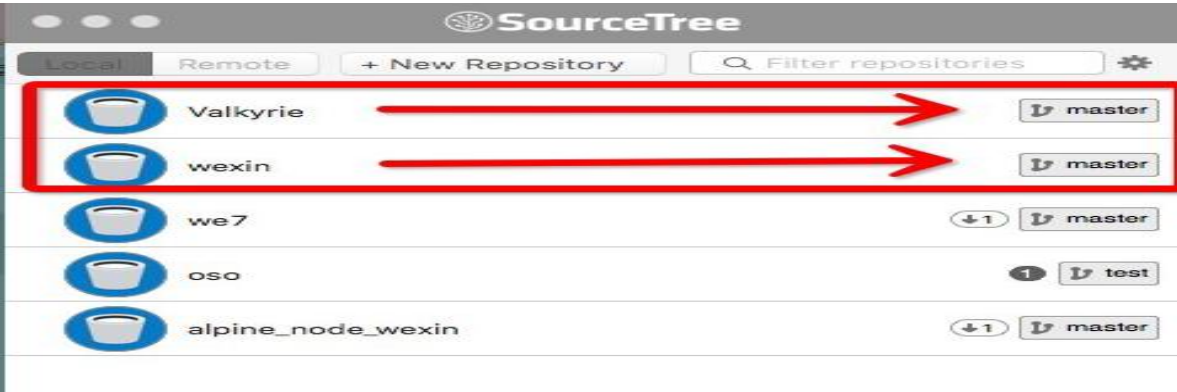 SourceTree
Local Remote + New Repository Filter repositories
Valkyrie master
wexin master
we7 1 master
oso 1 test
alpine_node_wexin 1 master